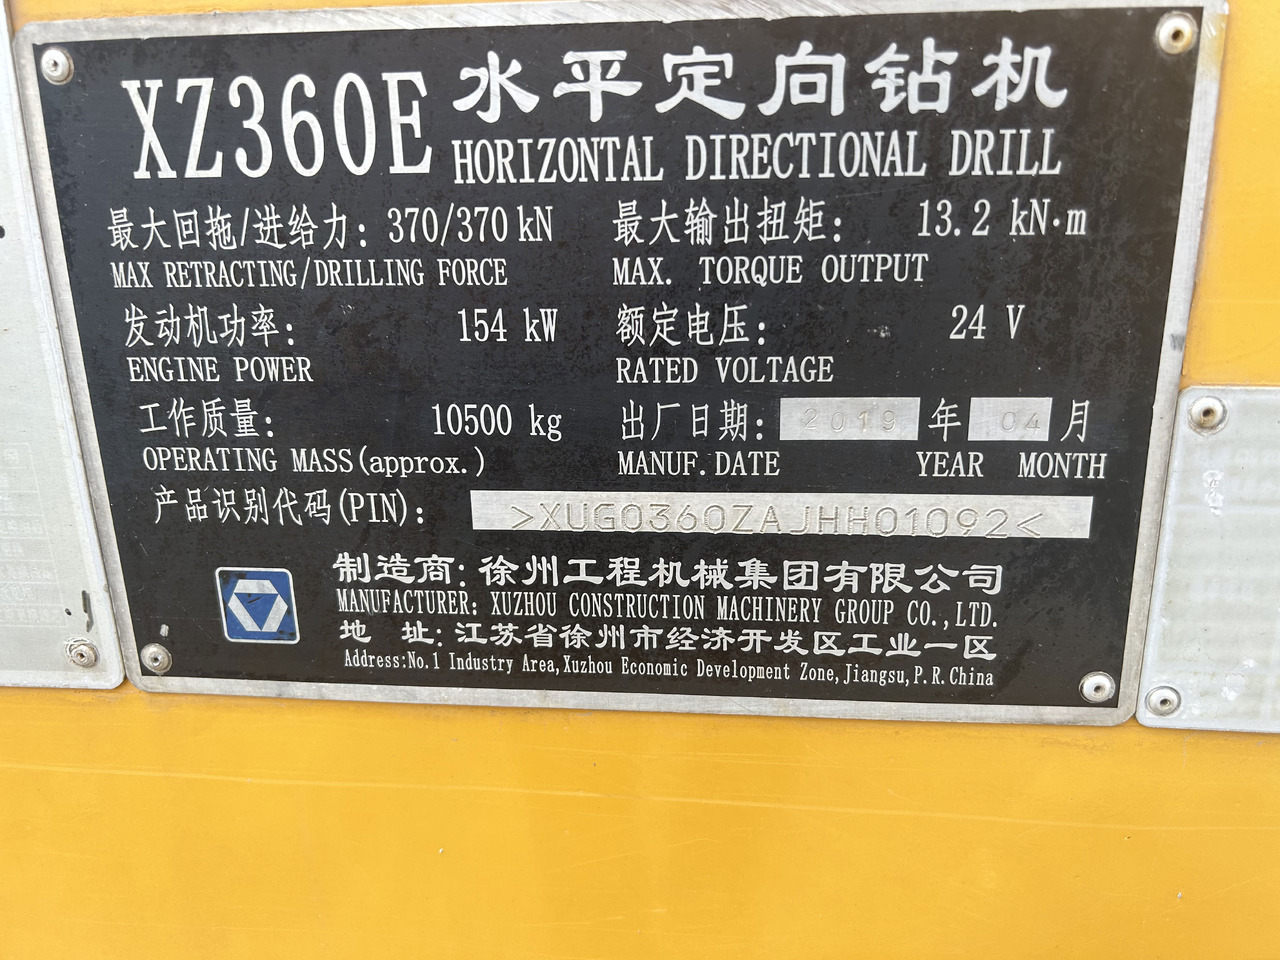 XZ360E 水平定向钻机
HORIZONTAL DIRECTIONAL DRILL
最大回拖/进给力: 370/370 kN 最大输出扭矩: 13.2 kN·m
MAX RETRACTING/DRILLING FORCE MAX. TORQUE OUTPUT
发动机功率: 154 kW 额定电压: 24 V
ENGINE POWER RATED VOLTAGE
工作质量: 10500 kg 出厂日期: 2019 年 04 月
OPERATING MASS(approx.) MANUF. DATE YEAR MONTH
产品识别代码(PIN): >XUG0360ZAJHH01092<
制造商: 徐州工程机械集团有限公司
MANUFACTURER: XUZHOU CONSTRUCTION MACHINERY GROUP CO., LTD.
地 址: 江苏省徐州市经济开发区工业一区
Address:No.1 Industry Area,Xuzhou Economic Development Zone,Jiangsu,P.R.China